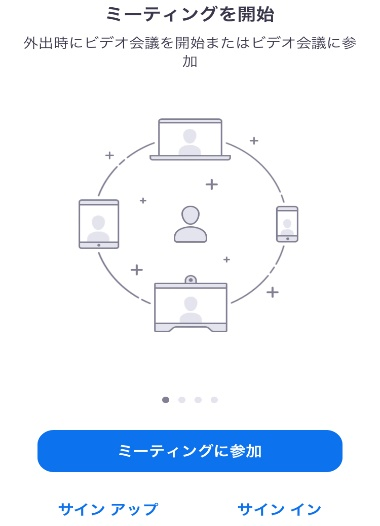 ミーティングを開始
外出時にビデオ会議を開始またはビデオ会議に参
加
ミーティングに参加
サイン アップ
サイン イン